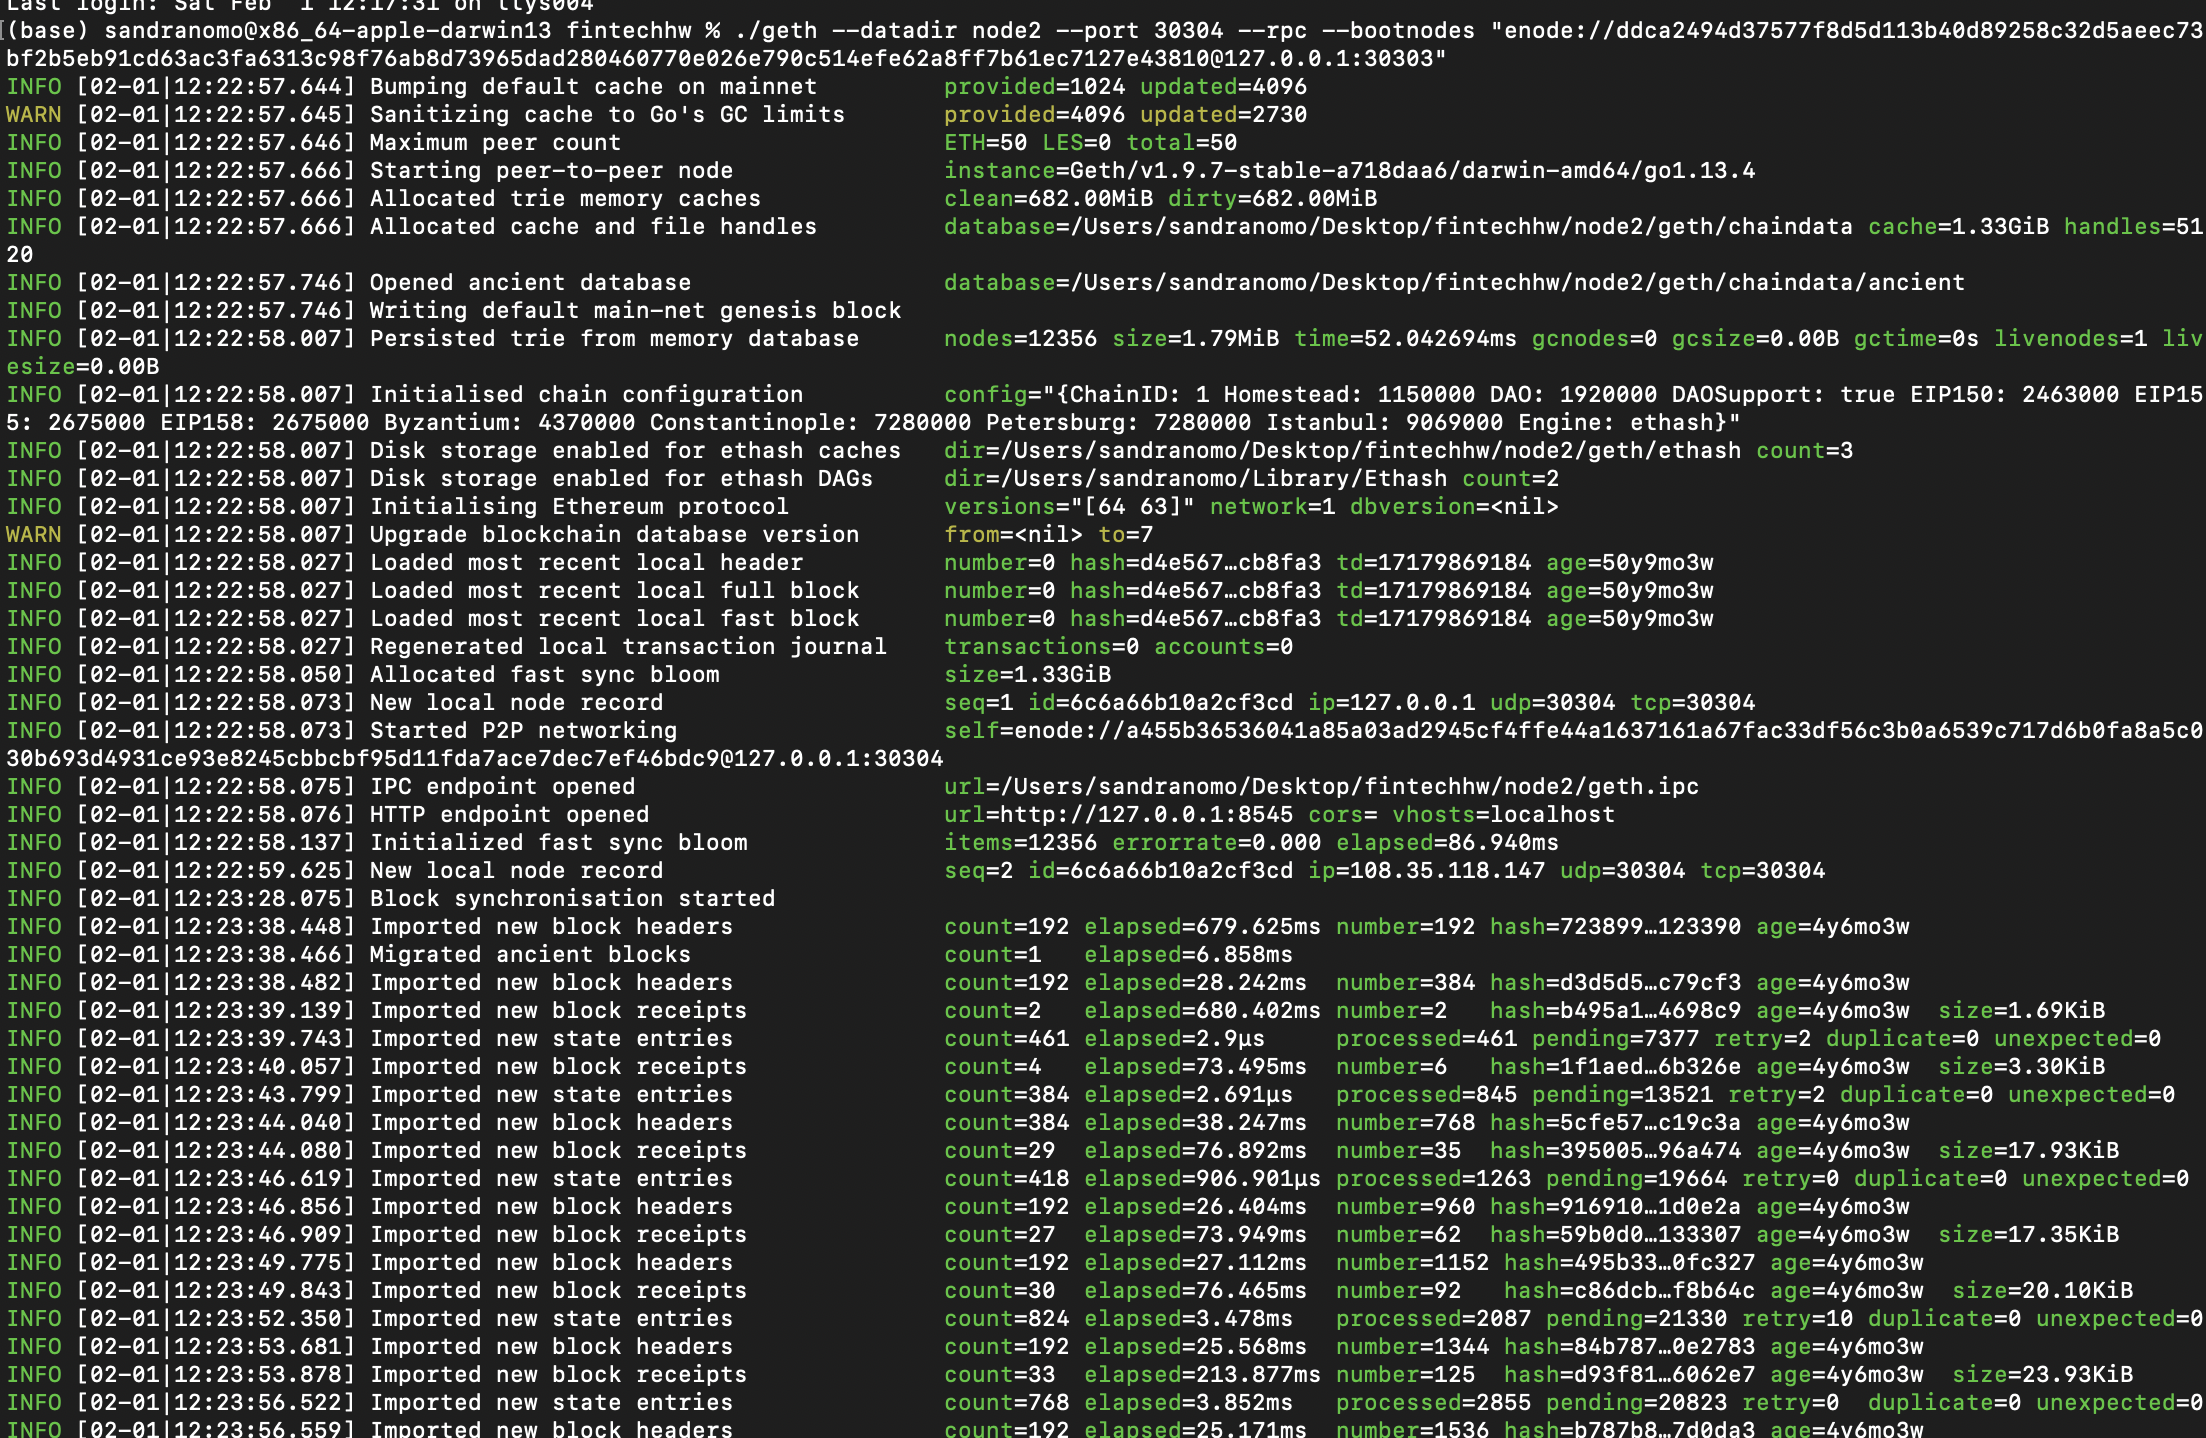 Last login: Sat Feb  1 12:17:31 on ttys004
(base) sandranomo@x86_64-apple-darwin13 fintechhw % ./geth --datadir node2 --port 30304 --rpc --bootnodes "enode://ddca2494d37577f8d5d113b40d89258c32d5aeec73
bf2b5eb91cd63ac3fa6313c98f76ab8d73965dad280460770e026e790c514efe62a8ff7b61ec7127e43810@127.0.0.1:30303"
INFO [02-01|12:22:57.644] Bumping default cache on mainnet         provided=1024 updated=4096
WARN [02-01|12:22:57.645] Sanitizing cache to Go's GC limits       provided=4096 updated=2730
INFO [02-01|12:22:57.646] Maximum peer count                       ETH=50 LES=0 total=50
INFO [02-01|12:22:57.666] Starting peer-to-peer node               instance=Geth/v1.9.7-stable-a718daa6/darwin-amd64/go1.13.4
INFO [02-01|12:22:57.666] Allocated trie memory caches             clean=682.00MiB dirty=682.00MiB
INFO [02-01|12:22:57.666] Allocated cache and file handles         database=/Users/sandranomo/Desktop/fintechhw/node2/geth/chaindata cache=1.33GiB handles=51
20
INFO [02-01|12:22:57.746] Opened ancient database                  database=/Users/sandranomo/Desktop/fintechhw/node2/geth/chaindata/ancient
INFO [02-01|12:22:57.746] Writing default main-net genesis block
INFO [02-01|12:22:58.007] Persisted trie from memory database      nodes=12356 size=1.79MiB time=52.042694ms gcnodes=0 gcsize=0.00B gctime=0s livenodes=1 liv
esize=0.00B
INFO [02-01|12:22:58.007] Initialised chain configuration          config="{ChainID: 1 Homestead: 1150000 DAO: 1920000 DAOSupport: true EIP150: 2463000 EIP15
5: 2675000 EIP158: 2675000 Byzantium: 4370000 Constantinople: 7280000 Petersburg: 7280000 Istanbul: 9069000 Engine: ethash}"
INFO [02-01|12:22:58.007] Disk storage enabled for ethash caches   dir=/Users/sandranomo/Desktop/fintechhw/node2/geth/ethash count=3
INFO [02-01|12:22:58.007] Disk storage enabled for ethash DAGs     dir=/Users/sandranomo/Library/Ethash count=2
INFO [02-01|12:22:58.007] Initialising Ethereum protocol           versions="[64 63]" network=1 dbversion=<nil>
WARN [02-01|12:22:58.007] Upgrade blockchain database version      from=<nil> to=7
INFO [02-01|12:22:58.027] Loaded most recent local header          number=0 hash=d4e567…cb8fa3 td=17179869184 age=50y9mo3w
INFO [02-01|12:22:58.027] Loaded most recent local full block      number=0 hash=d4e567…cb8fa3 td=17179869184 age=50y9mo3w
INFO [02-01|12:22:58.027] Loaded most recent local fast block      number=0 hash=d4e567…cb8fa3 td=17179869184 age=50y9mo3w
INFO [02-01|12:22:58.027] Regenerated local transaction journal    transactions=0 accounts=0
INFO [02-01|12:22:58.050] Allocated fast sync bloom                size=1.33GiB
INFO [02-01|12:22:58.073] New local node record                    seq=1 id=6c6a66b10a2cf3cd ip=127.0.0.1 udp=30304 tcp=30304
INFO [02-01|12:22:58.073] Started P2P networking                   self=enode://a455b36536041a85a03ad2945cf4ffe44a1637161a67fac33df56c3b0a6539c717d6b0fa8a5c0
30b693d4931ce93e8245cbbcbf95d11fda7ace7dec7ef46bdc9@127.0.0.1:30304
INFO [02-01|12:22:58.075] IPC endpoint opened                      url=/Users/sandranomo/Desktop/fintechhw/node2/geth.ipc
INFO [02-01|12:22:58.076] HTTP endpoint opened                     url=http://127.0.0.1:8545 cors= vhosts=localhost
INFO [02-01|12:22:58.137] Initialized fast sync bloom              items=12356 errorrate=0.000 elapsed=86.940ms
INFO [02-01|12:22:59.625] New local node record                    seq=2 id=6c6a66b10a2cf3cd ip=108.35.118.147 udp=30304 tcp=30304
INFO [02-01|12:23:28.075] Block synchronisation started
INFO [02-01|12:23:38.448] Imported new block headers               count=192 elapsed=679.625ms number=192 hash=723899…123390 age=4y6mo3w
INFO [02-01|12:23:38.466] Migrated ancient blocks                  count=1   elapsed=6.858ms
INFO [02-01|12:23:38.482] Imported new block headers               count=192 elapsed=28.242ms  number=384 hash=d3d5d5…c79cf3 age=4y6mo3w
INFO [02-01|12:23:39.139] Imported new block receipts              count=2   elapsed=680.402ms number=2   hash=b495a1…4698c9 age=4y6mo3w  size=1.69KiB
INFO [02-01|12:23:39.743] Imported new state entries               count=461 elapsed=2.9µs     processed=461 pending=7377 retry=2 duplicate=0 unexpected=0
INFO [02-01|12:23:40.057] Imported new block receipts              count=4   elapsed=73.495ms  number=6   hash=1f1aed…6b326e age=4y6mo3w  size=3.30KiB
INFO [02-01|12:23:43.799] Imported new state entries               count=384 elapsed=2.691µs   processed=845 pending=13521 retry=2 duplicate=0 unexpected=0
INFO [02-01|12:23:44.040] Imported new block headers               count=384 elapsed=38.247ms  number=768 hash=5cfe57…c19c3a age=4y6mo3w
INFO [02-01|12:23:44.080] Imported new block receipts              count=29  elapsed=76.892ms  number=35  hash=395005…96a474 age=4y6mo3w  size=17.93KiB
INFO [02-01|12:23:46.619] Imported new state entries               count=418 elapsed=906.901µs processed=1263 pending=19664 retry=0 duplicate=0 unexpected=0
INFO [02-01|12:23:46.856] Imported new block headers               count=192 elapsed=26.404ms  number=960 hash=916910…1d0e2a age=4y6mo3w
INFO [02-01|12:23:46.909] Imported new block receipts              count=27  elapsed=73.949ms  number=62  hash=59b0d0…133307 age=4y6mo3w  size=17.35KiB
INFO [02-01|12:23:49.775] Imported new block headers               count=192 elapsed=27.112ms  number=1152 hash=495b33…0fc327 age=4y6mo3w
INFO [02-01|12:23:49.843] Imported new block receipts              count=30  elapsed=76.465ms  number=92   hash=c86dcb…f8b64c age=4y6mo3w  size=20.10KiB
INFO [02-01|12:23:52.350] Imported new state entries               count=824 elapsed=3.478ms   processed=2087 pending=21330 retry=10 duplicate=0 unexpected=0
INFO [02-01|12:23:53.681] Imported new block headers               count=192 elapsed=25.568ms  number=1344 hash=84b787…0e2783 age=4y6mo3w
INFO [02-01|12:23:53.878] Imported new block receipts              count=33  elapsed=213.877ms number=125  hash=d93f81…6062e7 age=4y6mo3w  size=23.93KiB
INFO [02-01|12:23:56.522] Imported new state entries               count=768 elapsed=3.852ms   processed=2855 pending=20823 retry=0  duplicate=0 unexpected=0
INFO [02-01|12:23:56.559] Imported new block headers               count=192 elapsed=25.171ms  number=1536 hash=b787b8…7d0da3 age=4y6mo3w